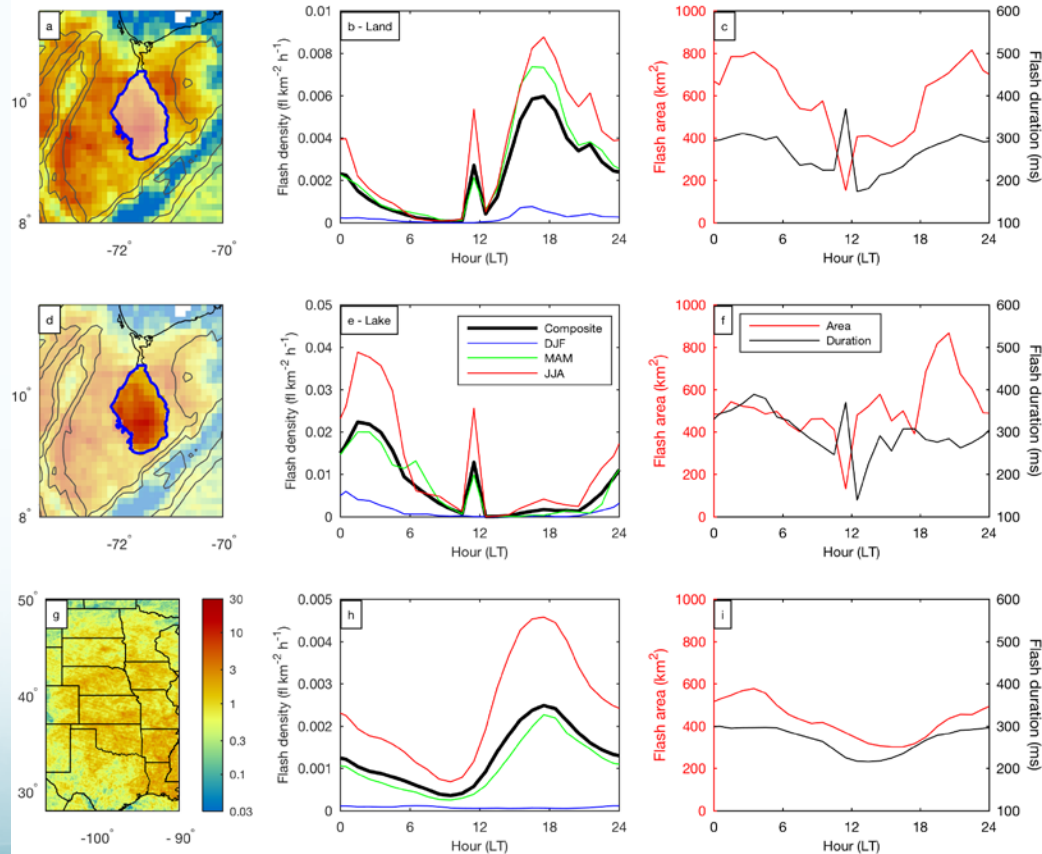 a
10°
8°
-72° -70°
b - Land
Flash density (fl km⁻² h⁻¹)
0.01
0.008
0.006
0.004
0.002
0
0 6 12 18 24
Hour (LT)
c
Flash area (km²)
1000
800
600
400
200
0
Flash duration (ms)
600
500
400
300
200
100
0 6 12 18 24
Hour (LT)
d
10°
8°
-72° -70°
e - Lake
Composite
DJF
MAM
JJA
Flash density (fl km⁻² h⁻¹)
0.05
0.04
0.03
0.02
0.01
0
0 6 12 18 24
Hour (LT)
f
Area
Duration
Flash area (km²)
1000
800
600
400
200
0
Flash duration (ms)
600
500
400
300
200
100
0 6 12 18 24
Hour (LT)
g
50°
40°
30°
-100° - 90°
30
10
3
1
0.3
0.1
0.03
h
Flash density (fl km⁻² h⁻¹)
0.005
0.004
0.003
0.002
0.001
0
0 6 12 18 24
Hour (LT)
i
Flash area (km²)
1000
800
600
400
200
0
Flash duration (ms)
600
500
400
300
200
100
0 6 12 18 24
Hour (LT)